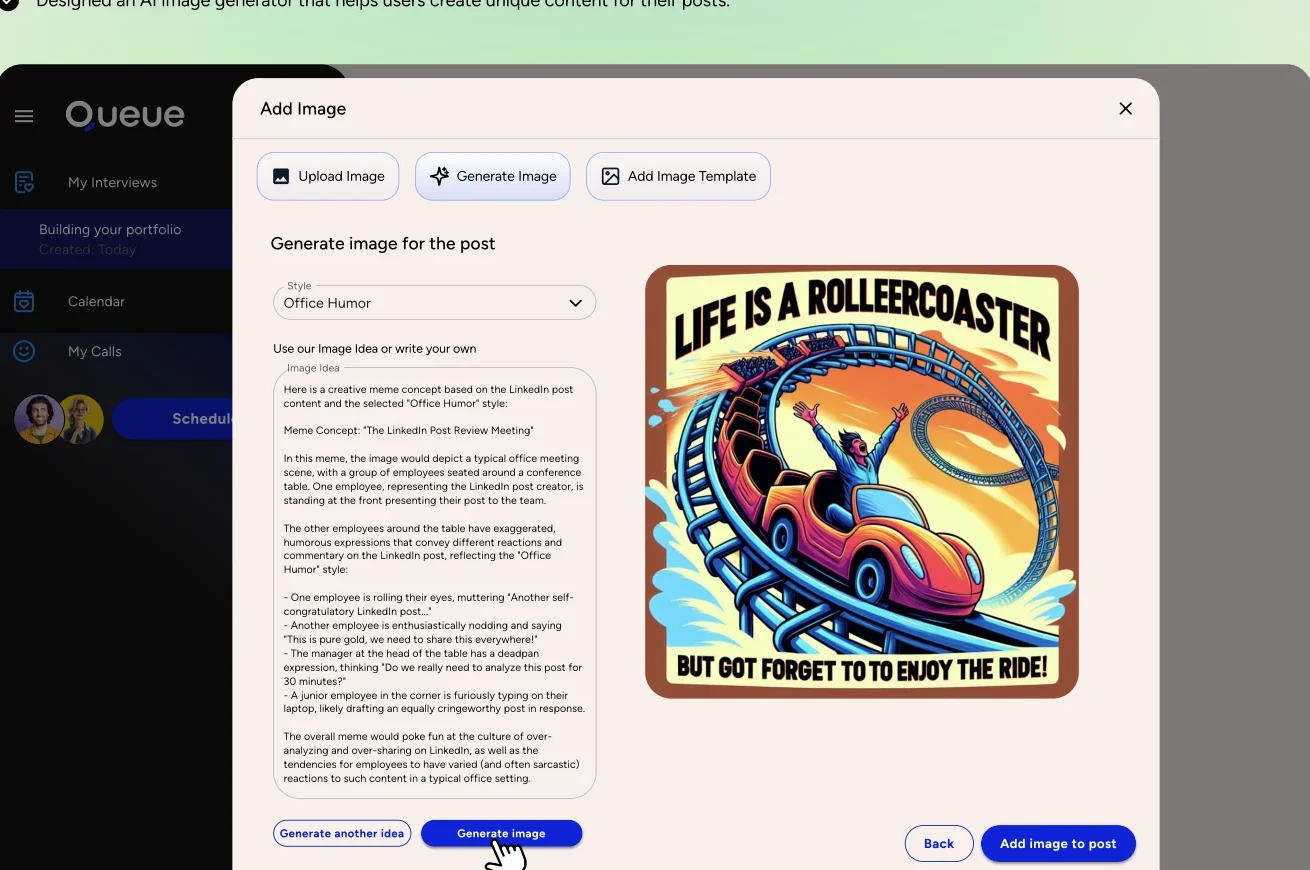 Designed an AI image generator that helps users create unique content for their posts.
Queue
My Interviews
Building your portfolio
Created: Today
Calendar
My Calls
Schedul
Add Image
Upload Image
Generate Image
Add Image Template
Generate image for the post
Style
Office Humor
Use our Image Idea or write your own
Image Idea
Here is a creative meme concept based on the LinkedIn post
content and the selected "Office Humor" style:
Meme Concept: "The LinkedIn Post Review Meeting"
In this meme, the image would depict a typical office meeting
scene, with a group of employees seated around a conference
table. One employee, representing the LinkedIn post creator, is
standing at the front presenting their post to the team.
The other employees around the table have exaggerated,
humorous expressions that convey different reactions and
commentary on the LinkedIn post, reflecting the "Office
Humor" style:
- One employee is rolling their eyes, muttering "Another self-
congratulatory LinkedIn post..."
- Another employee is enthusiastically nodding and saying
"This is pure gold, we need to share this everywhere!"
- The manager at the head of the table has a deadpan
expression, thinking "Do we really need to analyze this post for
30 minutes?"
- A junior employee in the corner is furiously typing on their
laptop, likely drafting an equally cringeworthy post in response.
The overall meme would poke fun at the culture of over-
analyzing and over-sharing on LinkedIn, as well as the
tendencies for employees to have varied (and often sarcastic)
reactions to such content in a typical office setting.
Generate another idea
Generate image
LIFE IS A ROLLEERCOASTER
BUT GOT FORGET TO TO ENJOY THE RIDE!
Back
Add image to post